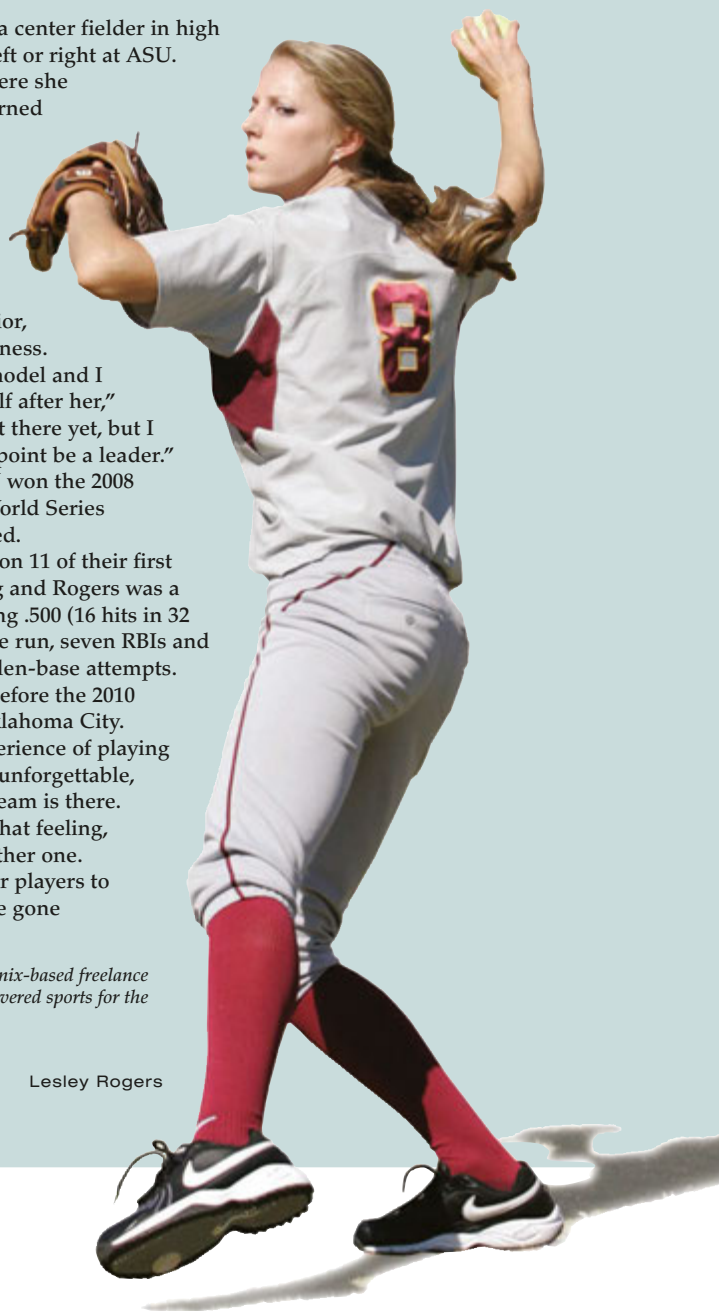 a center fielder in high
eft or right at ASU.
ere she
rned
ior,
ness.
nodel and I
lf after her,”
t there yet, but I
point be a leader.”
won the 2008
orld Series
ed.
on 11 of their first
g and Rogers was a
ng .500 (16 hits in 32
e run, seven RBIs and
len-base attempts.
efore the 2010
klahoma City.
erience of playing
unforgettable,
eam is there.
hat feeling,
ther one.
r players to
e gone
nix-based freelance
vered sports for the
Lesley Rogers
8